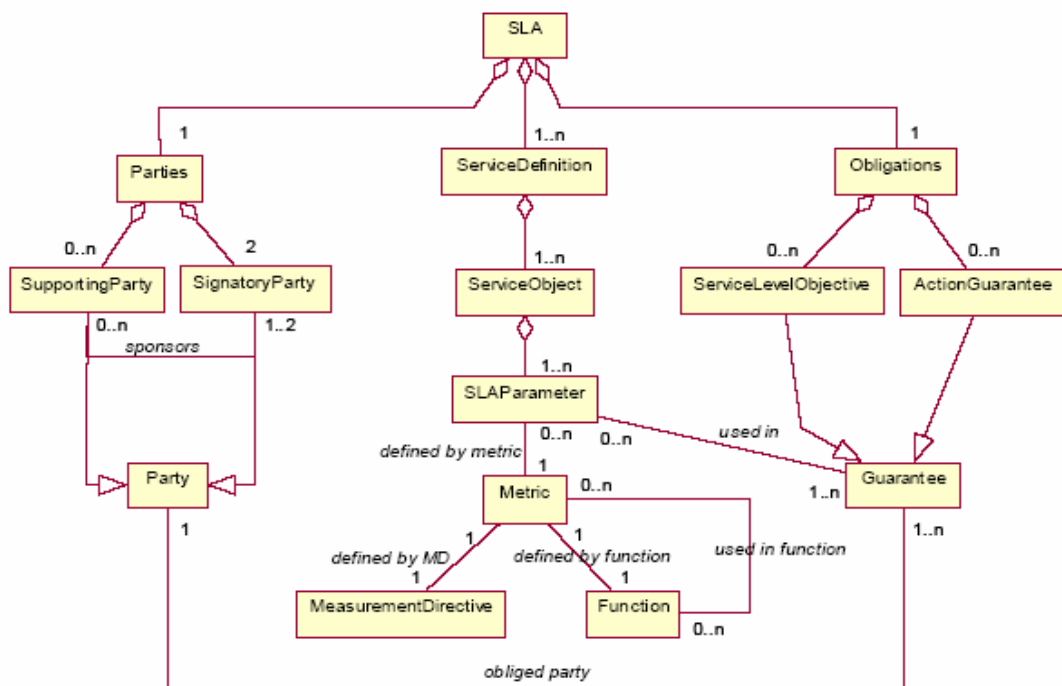 SLA
1
1..n
1
Parties
ServiceDefinition
Obligations
0..n
2
1..n
0..n
0..n
SupportingParty
SignatoryParty
ServiceObject
ServiceLevelObjective
ActionGuarantee
0..n
1..2
sponsors
1..n
SLAParameter
0..n
0..n
used in
defined by metric
1
Party
Metric
0..n
1..n
Guarantee
1
1..n
1
1
defined by MD
defined by function
used in function
1
1
MeasurementDirective
Function
0..n
obliged party